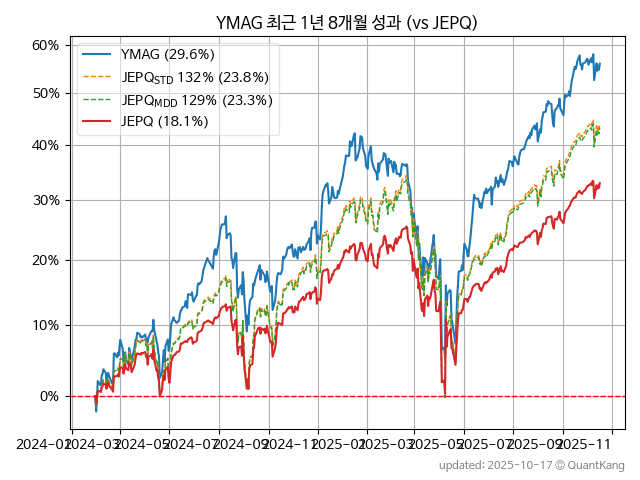 YMAG 최근 1년 8개월 성과 (vs JEPQ)
YMAG (29.6%)
JEPQSTD 132% (23.8%)
JEPQMDD 129% (23.3%)
JEPQ (18.1%)
60%
50%
40%
30%
20%
10%
0%
2024-01 2024-03 2024-05 2024-07 2024-09 2024-11 2025-01 2025-03 2025-05 2025-07 2025-09 2025-11
updated: 2025-10-17 © QuantKang